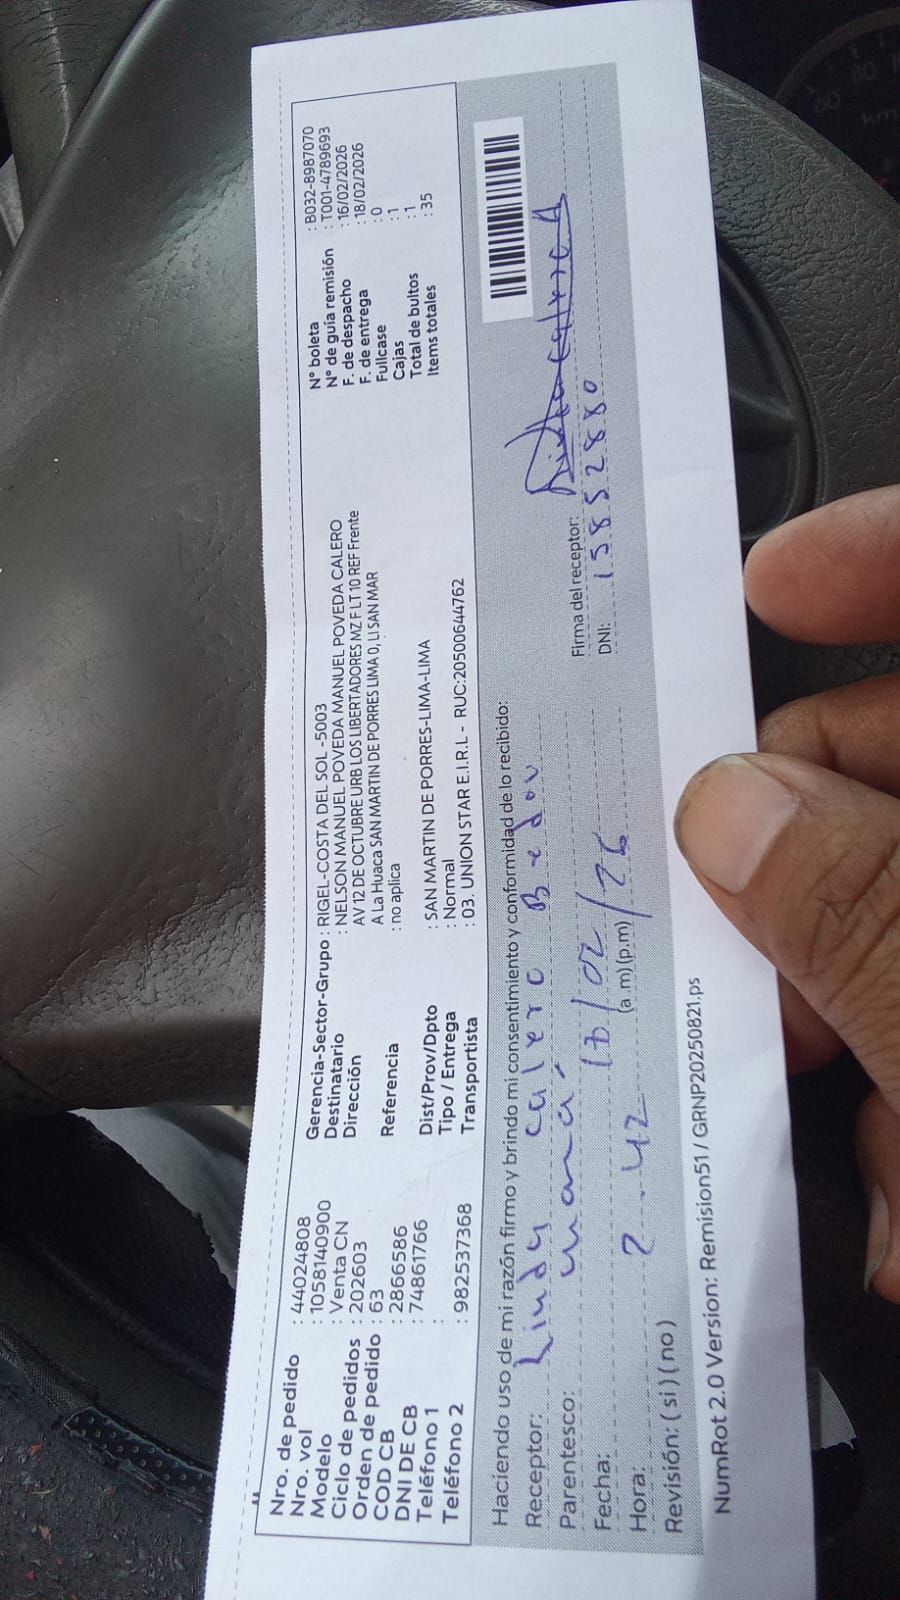 Nro. de pedido : 44024808
Nro. vol : 1058140900
Modelo : Venta CN
Ciclo de pedidos : 202603
Orden de pedido : 63
COD CB : 2866586
DNI DE CB : 74861766
Teléfono 1 :
Teléfono 2 : 982537368
Gerencia-Sector-Grupo : RIGEL-COSTA DEL SOL -5003
Destinatario : NELSON MANUEL POVEDA MANUEL POVEDA CALERO
Dirección AV 12 DE OCTUBRE URB LOS LIBERTADORES MZ F LT 10 REF Frente
A La Huaca SAN MARTIN DE PORRES LIMA 0, LI SAN MAR
Referencia : no aplica
Dist/Prov/Dpto : SAN MARTIN DE PORRES-LIMA-LIMA
Tipo / Entrega : Normal
Transportista : 03. UNION STAR E.I.R.L - RUC:20500644762
N° boleta : B032-8987070
N° de guía remisión : T001-4789693
F. de despacho : 16/02/2026
F. de entrega : 18/02/2026
Fullcase : 0
Cajas : 1
Total de bultos : 1
Items totales : 35
Haciendo uso de mi razón firmo y brindo mi consentimiento y conformidad de lo recibido:
Receptor: Linda Calero
Parentesco: mamá
Fecha: /02/26
Hora: 2.42 (a.m)(p.m)
Revisión: ( si ) ( no )
Firma del receptor:
DNI: 15852880
NumRot 2.0 Version: Remision51 / GRNP20250821.ps